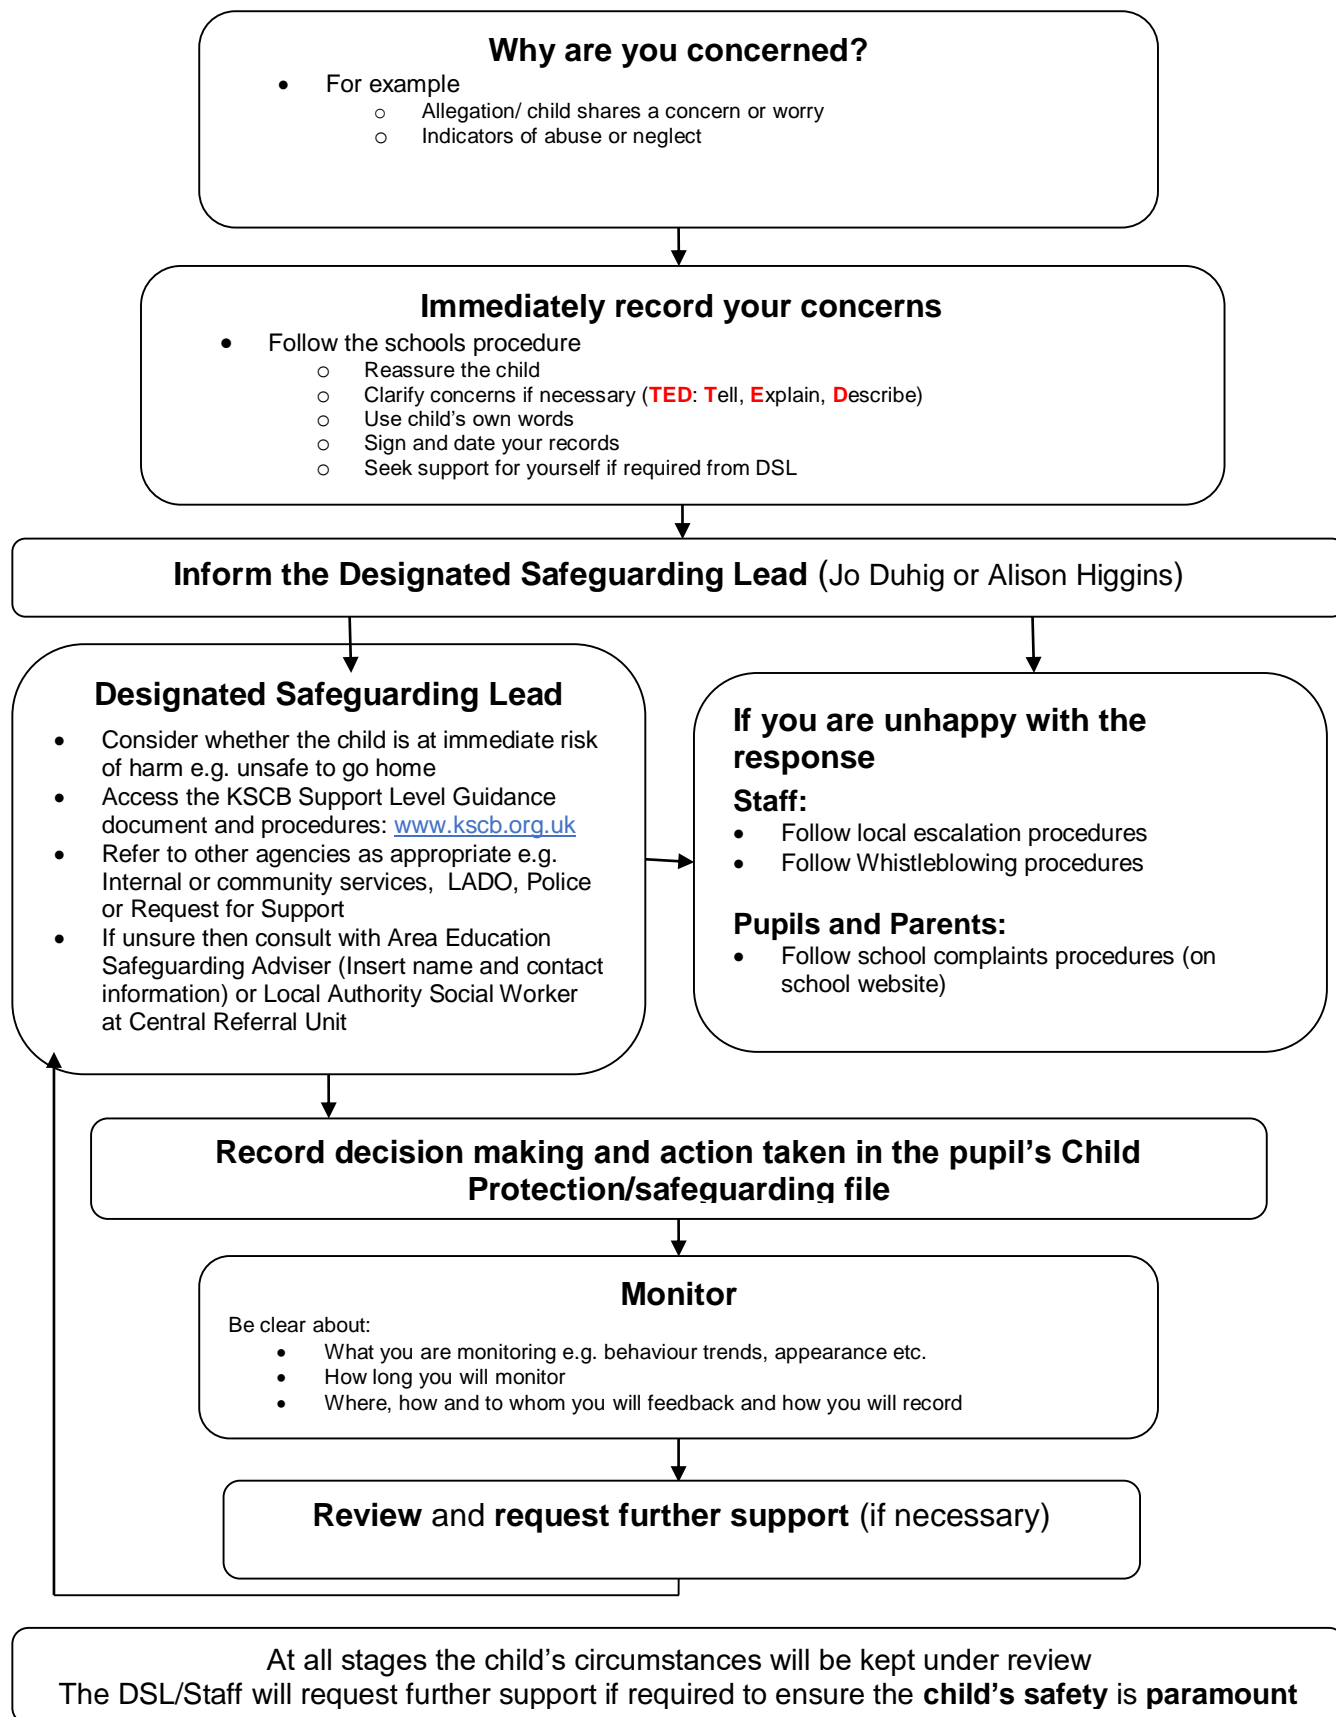 Why are you concerned?
• For example
o Allegation/ child shares a concern or worry
o Indicators of abuse or neglect
Immediately record your concerns
• Follow the schools procedure
o Reassure the child
o Clarify concerns if necessary (TED: Tell, Explain, Describe)
o Use child’s own words
o Sign and date your records
o Seek support for yourself if required from DSL
Inform the Designated Safeguarding Lead (Jo Duhig or Alison Higgins)
Designated Safeguarding Lead
• Consider whether the child is at immediate risk
of harm e.g. unsafe to go home
• Access the KSCB Support Level Guidance
document and procedures: www.kscb.org.uk
• Refer to other agencies as appropriate e.g.
Internal or community services, LADO, Police
or Request for Support
• If unsure then consult with Area Education
Safeguarding Adviser (Insert name and contact
information) or Local Authority Social Worker
at Central Referral Unit
If you are unhappy with the
response
Staff:
• Follow local escalation procedures
• Follow Whistleblowing procedures
Pupils and Parents:
• Follow school complaints procedures (on
school website)
Record decision making and action taken in the pupil’s Child
Protection/safeguarding file
Monitor
Be clear about:
• What you are monitoring e.g. behaviour trends, appearance etc.
• How long you will monitor
• Where, how and to whom you will feedback and how you will record
Review and request further support (if necessary)
At all stages the child’s circumstances will be kept under review
The DSL/Staff will request further support if required to ensure the child’s safety is paramount